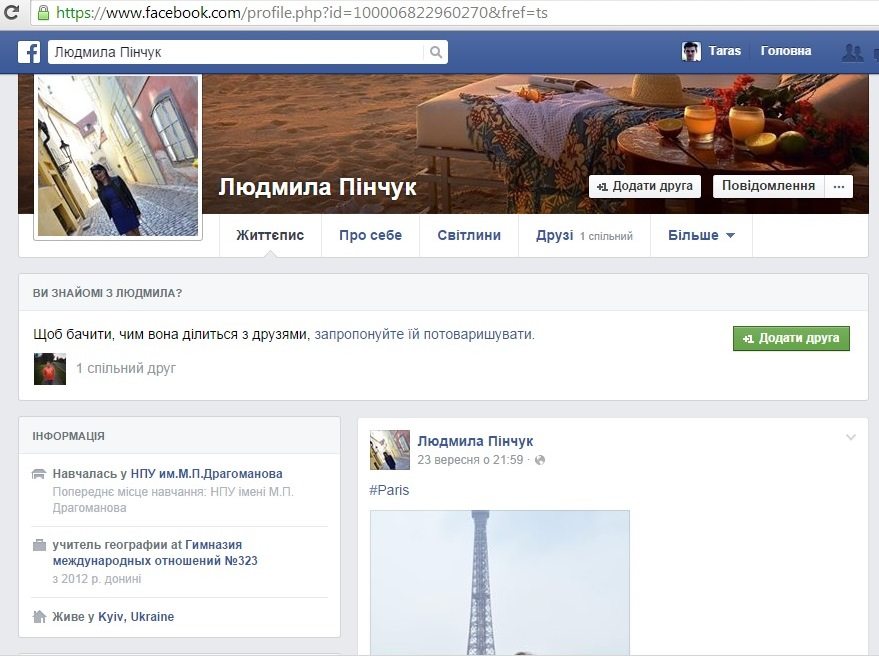 https://www.facebook.com/profile.php?id=100006822960270&fref=ts
f Людмила Пінчук Taras Головна
Людмила Пінчук
+1 Додати друга Повідомлення ...
Життєпис Про себе Світлини Друзі 1 спільний Більше
ВИ ЗНАЙОМІ З ЛЮДМИЛА?
Щоб бачити, чим вона ділиться з друзями, запропонуйте їй потоваришувати.
+1 Додати друга
1 спільний друг
ІНФОРМАЦІЯ
Навчалась у НПУ им.М.П.Драгоманова
Попереднє місце навчання: НПУ імені М.П.
Драгоманова
учитель географии at Гимназия
международных отношений №323
з 2012 р. донині
Живе у Kyiv, Ukraine
Людмила Пінчук
23 вересня о 21:59 ·
#Paris